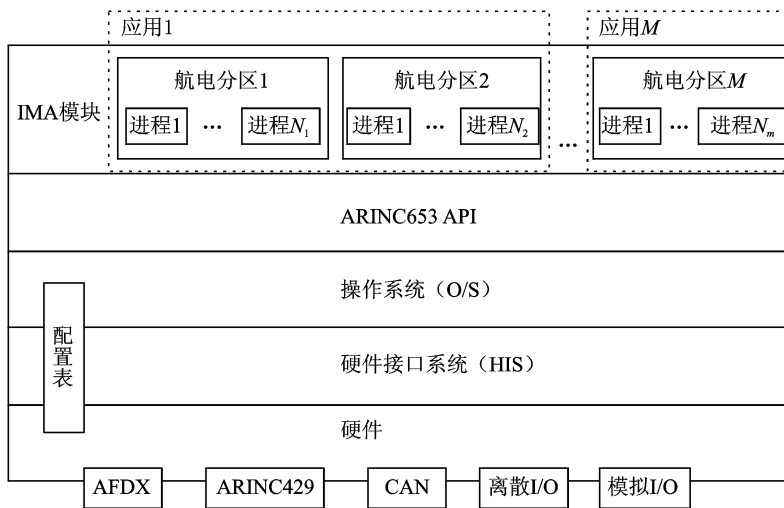 应用1
应用M
航电分区1
航电分区2
航电分区M
IMA模块
进程1 ··· 进程N₁
进程1 ··· 进程N₂
···
进程1 ··· 进程Nₘ
ARINC653 API
操作系统（O/S）
配置表
硬件接口系统（HIS）
硬件
AFDX
ARINC429
CAN
离散I/O
模拟I/O